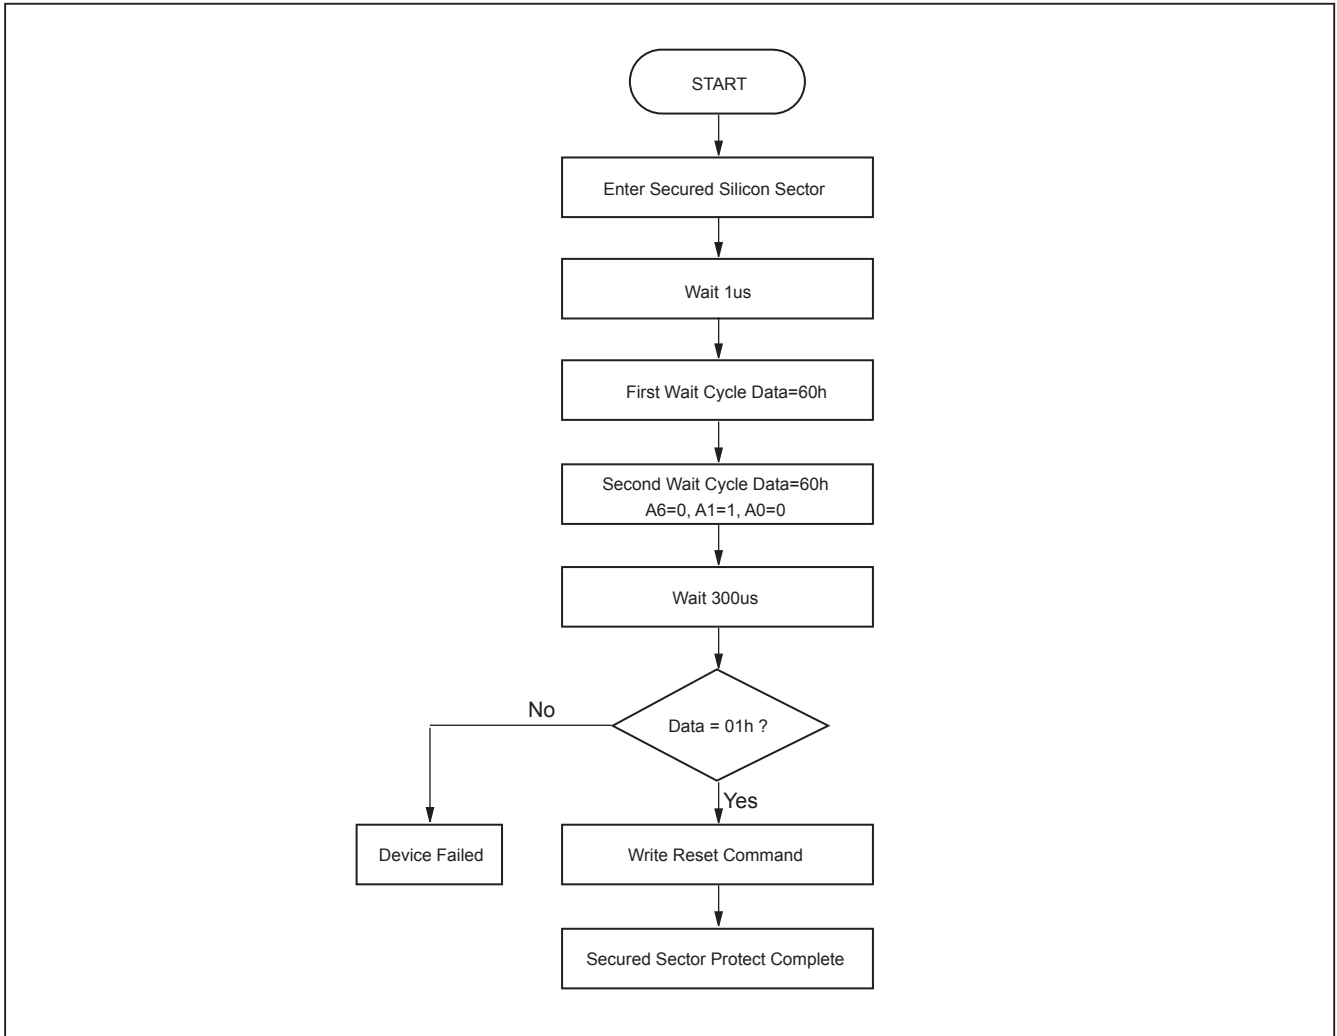 START
Enter Secured Silicon Sector
Wait 1us
First Wait Cycle Data=60h
Second Wait Cycle Data=60h
A6=0, A1=1, A0=0
Wait 300us
Data = 01h ?
No
Yes
Device Failed
Write Reset Command
Secured Sector Protect Complete